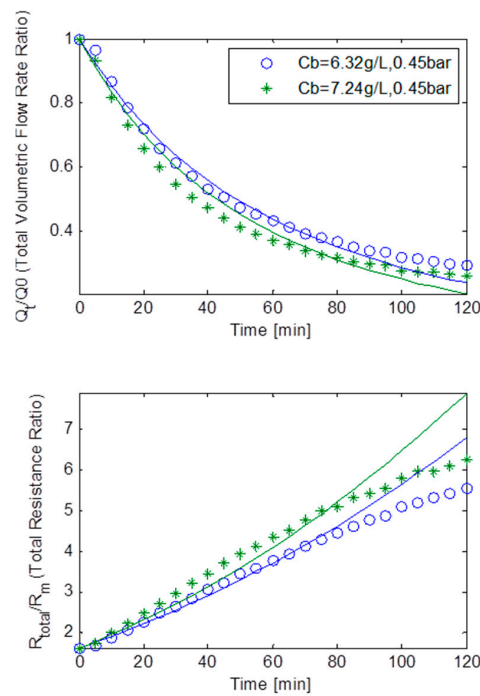 Q_t/Q0 (Total Volumetric Flow Rate Ratio)
1
0.8
0.6
0.4
Cb=6.32g/L,0.45bar
Cb=7.24g/L,0.45bar
0 20 40 60 80 100 120
Time [min]
R_total/R_m (Total Resistance Ratio)
7
6
5
4
3
2
0 20 40 60 80 100 120
Time [min]